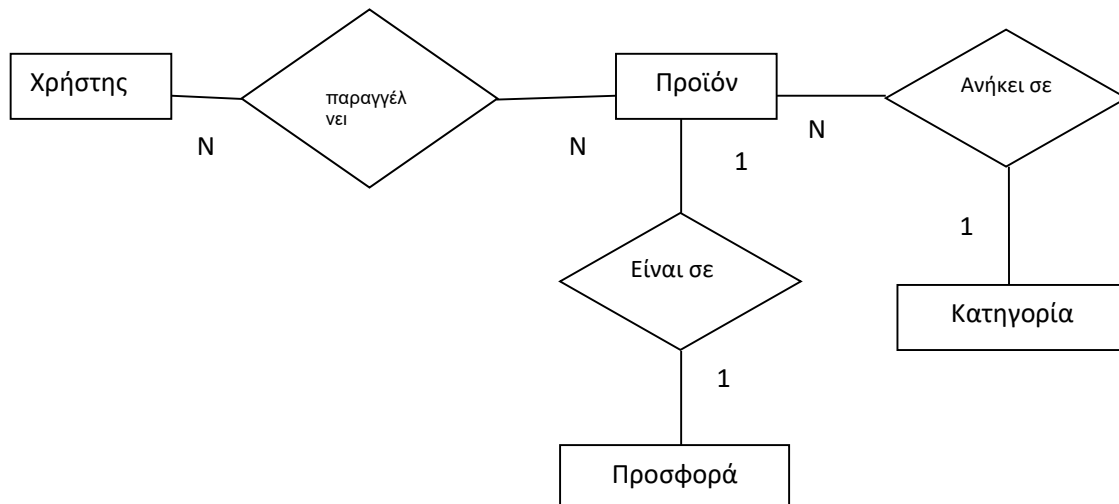 Χρήστης
παραγγέλ
νει
Προϊόν
Ανήκει σε
N
N
1
N
1
Είναι σε
Κατηγορία
1
Προσφορά